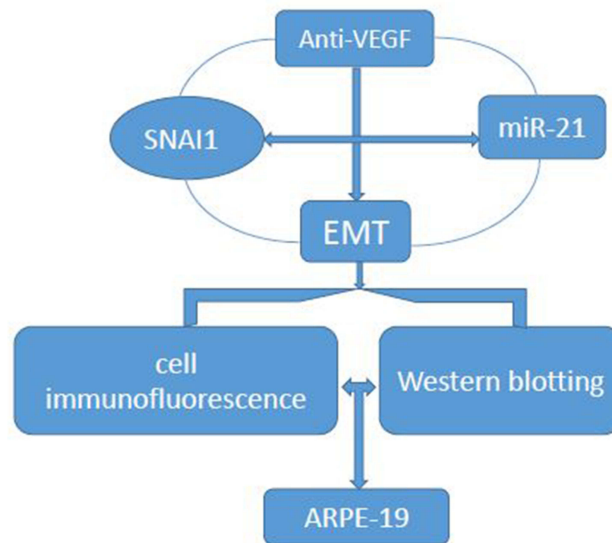 Anti-VEGF
SNAI1
miR-21
EMT
cell
immunofluorescence
Western blotting
ARPE-19